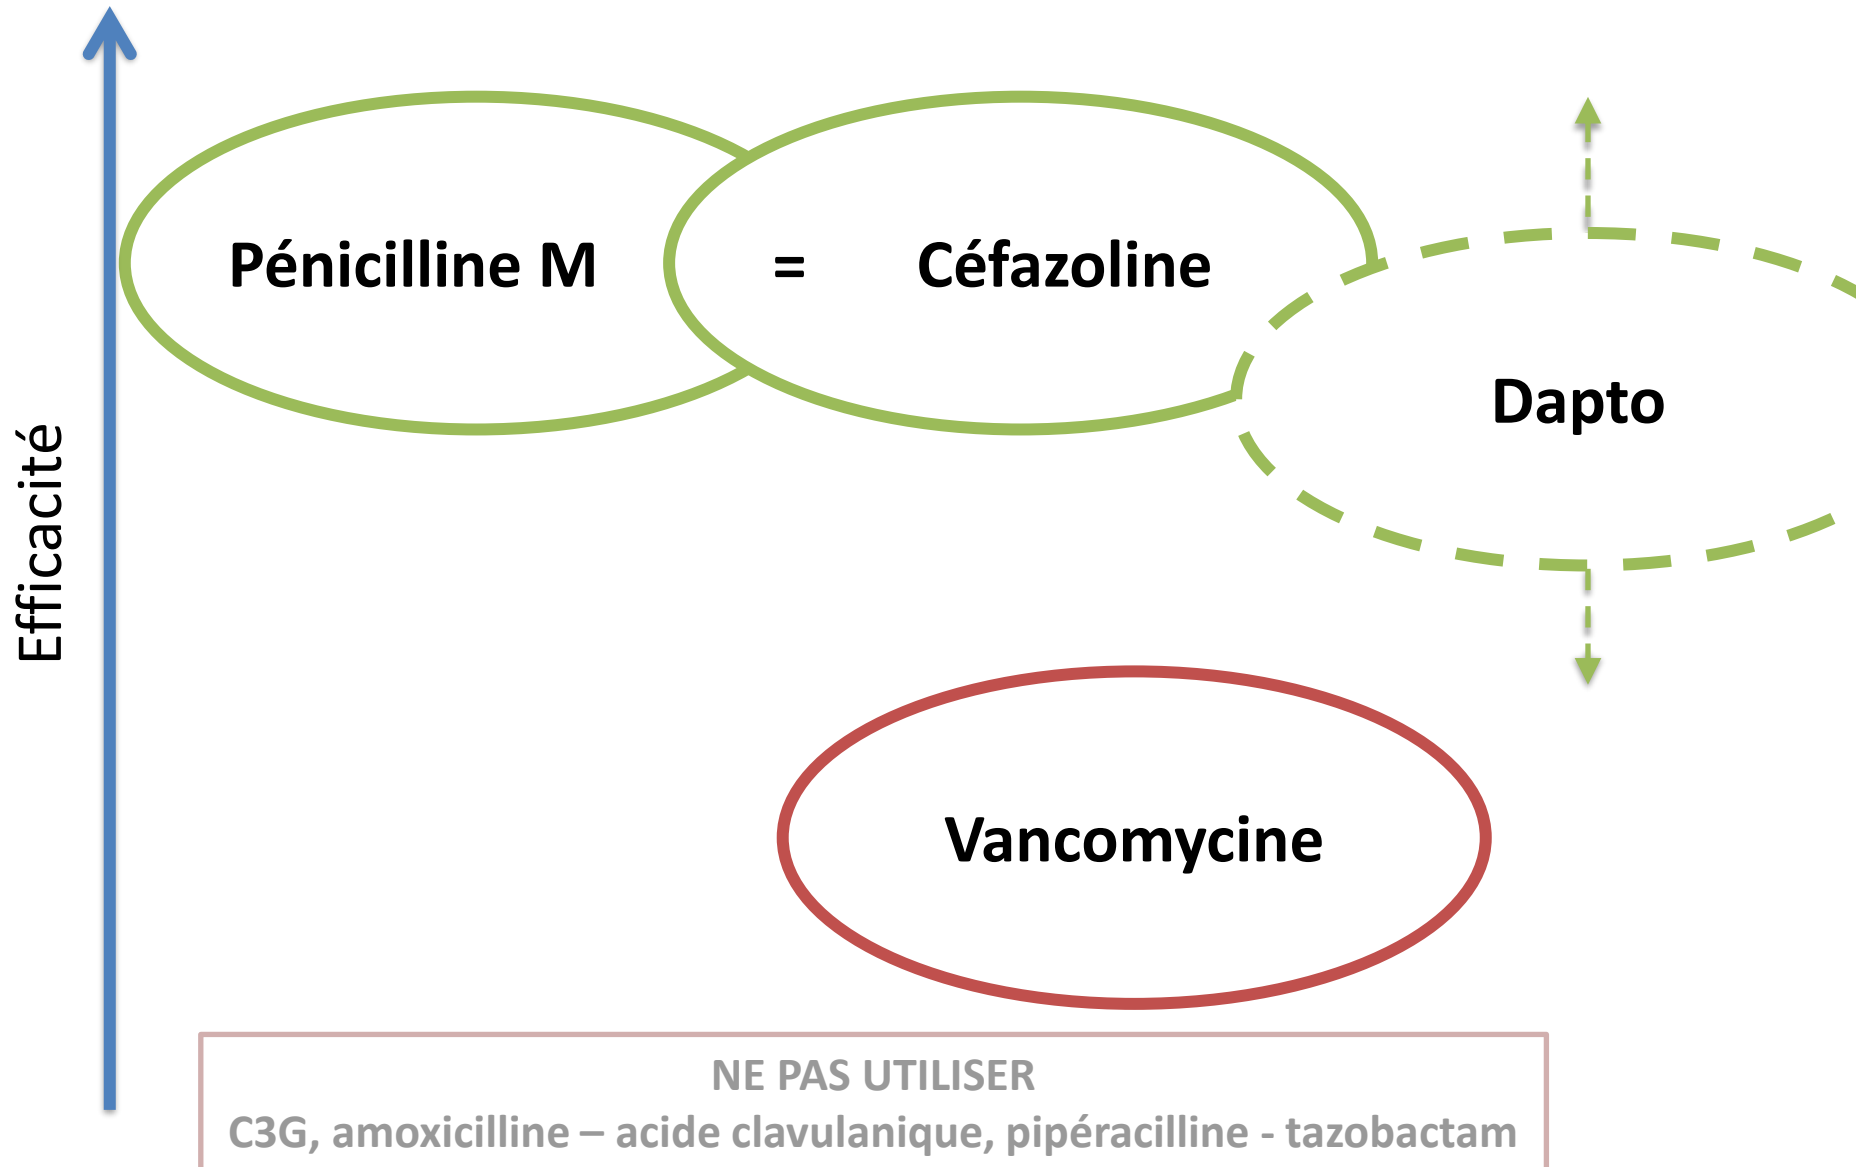 Efficacité
Pénicilline M = Céfazoline
Dapto
Vancomycine
NE PAS UTILISER
C3G, amoxicilline – acide clavulanique, pipéracilline - tazobactam